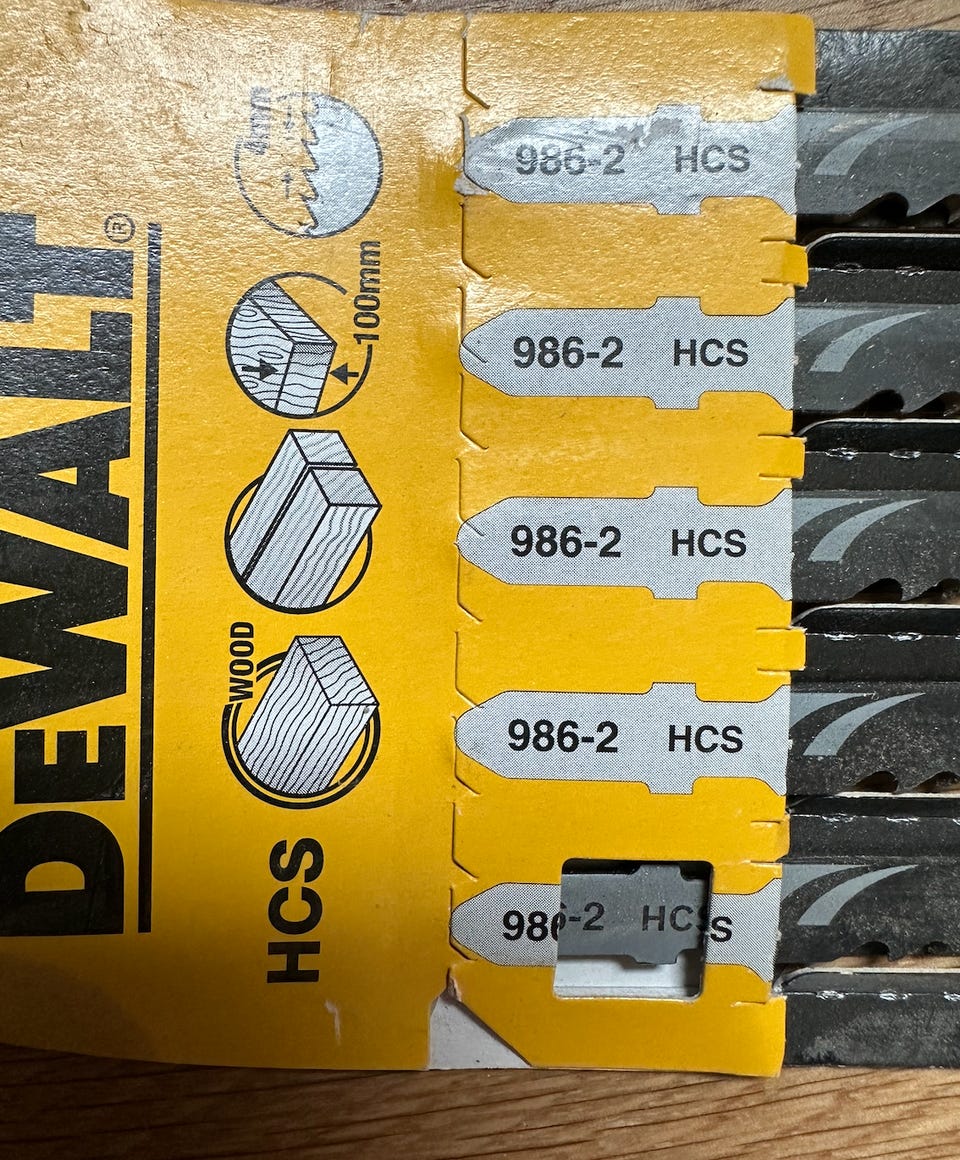 DEWALT®
4mm
100mm
WOOD
HCS
986-2 HCS
986-2 HCS
986-2 HCS
986-2 HCS
986-2 HCS S